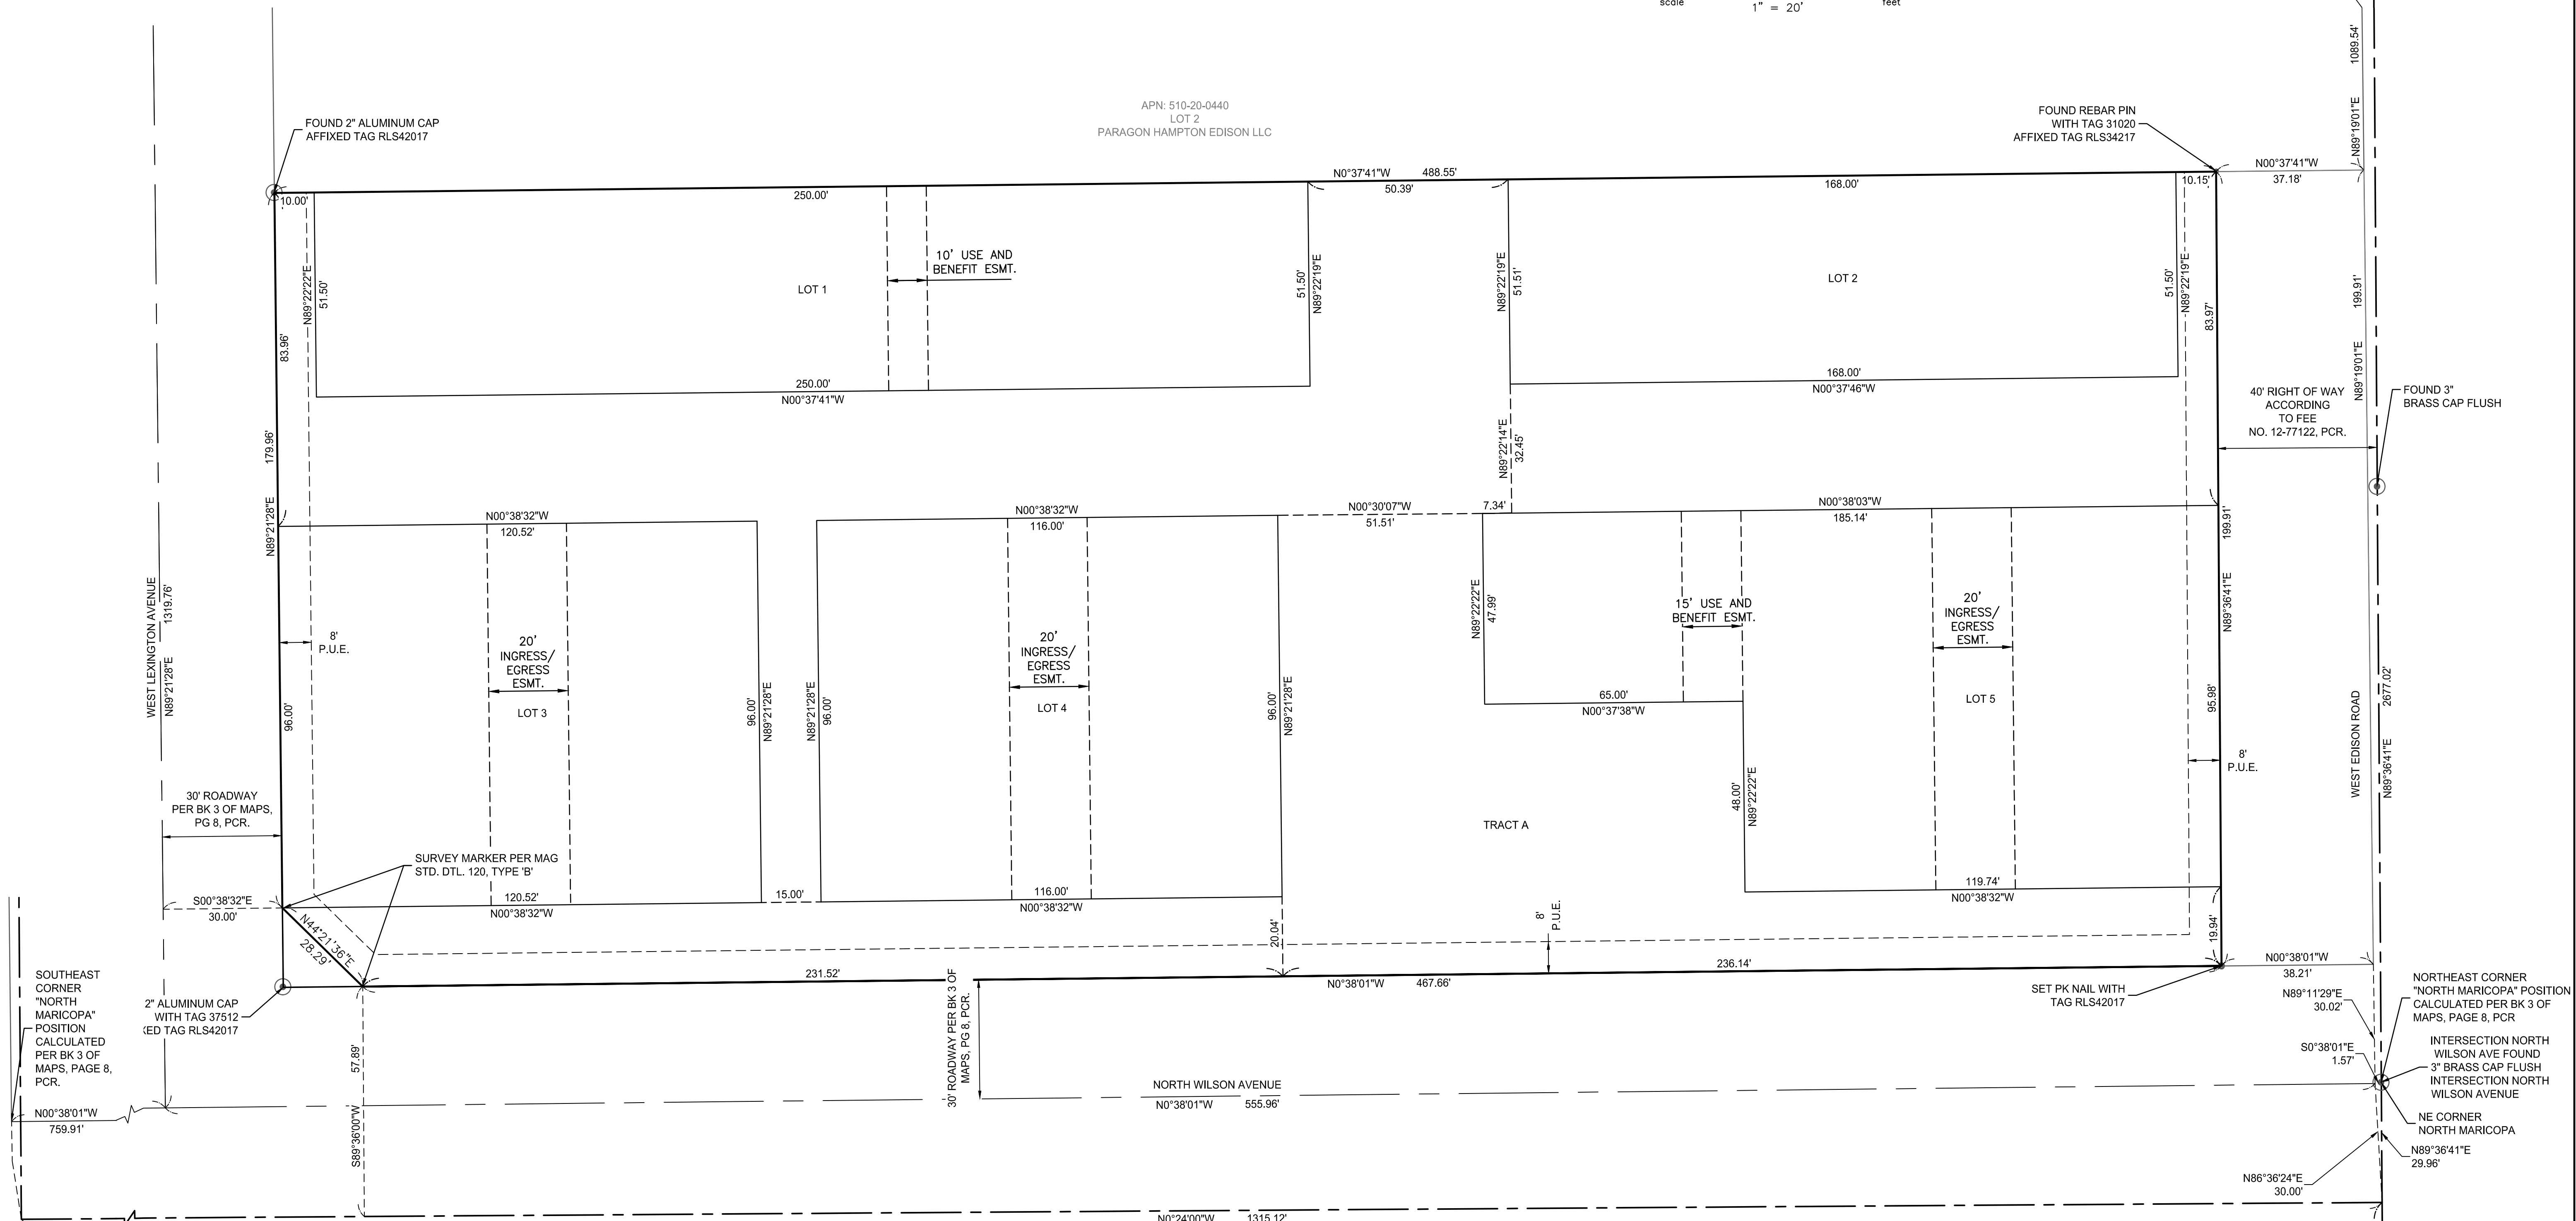 scale
1" = 20'
feet
APN: 510-20-0440
LOT 2
PARAGON HAMPTON EDISON LLC
FOUND 2" ALUMINUM CAP
AFFIXED TAG RLS42017
FOUND REBAR PIN
WITH TAG 31020
AFFIXED TAG RLS34217
N89°19'01"E
1089.54'
N0°37'41"W 488.55'
N00°37'41"W
37.18'
10.00'
250.00'
50.39'
168.00'
10.15'
N89°22'22"E
51.50'
83.96'
LOT 1
10' USE AND
BENEFIT ESMT.
51.50'
N89°22'19"E
N89°22'19"E
51.51'
LOT 2
51.50'
N89°22'19"E
83.97'
N89°19'01"E
199.91'
250.00'
N00°37'41"W
168.00'
N00°37'46"W
40' RIGHT OF WAY
ACCORDING
TO FEE
NO. 12-77122, PCR.
FOUND 3"
BRASS CAP FLUSH
N89°21'28"E
179.96'
N89°22'14"E
32.45'
N00°38'32"W
120.52'
N00°38'32"W
116.00'
N00°30'07"W
51.51'
7.34'
N00°38'03"W
185.14'
N89°36'41"E
199.91'
WEST LEXINGTON AVENUE
N89°21'28"E 1319.76'
8'
P.U.E.
96.00'
20'
INGRESS/
EGRESS
ESMT.
LOT 3
96.00'
N89°21'28"E
N89°21'28"E
96.00'
20'
INGRESS/
EGRESS
ESMT.
LOT 4
96.00'
N89°21'28"E
N89°22'22"E
47.99'
15' USE AND
BENEFIT ESMT.
65.00'
N00°37'38"W
20'
INGRESS/
EGRESS
ESMT.
LOT 5
95.98'
8'
P.U.E.
WEST EDISON ROAD
N89°36'41"E 2677.02'
48.00'
N89°22'22"E
TRACT A
30' ROADWAY
PER BK 3 OF MAPS,
PG 8, PCR.
SURVEY MARKER PER MAG
STD. DTL. 120, TYPE 'B'
S00°38'32"E
30.00'
120.52'
N00°38'32"W
15.00'
116.00'
N00°38'32"W
119.74'
N00°38'32"W
N44°21'36"E
28.29'
20.04'
8'
P.U.E.
19.94'
231.52'
236.14'
N0°38'01"W 467.66'
N00°38'01"W
38.21'
SET PK NAIL WITH
TAG RLS42017
SOUTHEAST
CORNER
"NORTH
MARICOPA"
POSITION
CALCULATED
PER BK 3 OF
MAPS, PAGE 8,
PCR.
2" ALUMINUM CAP
WITH TAG 37512
KED TAG RLS42017
30' ROADWAY PER BK 3 OF
MAPS, PG 8, PCR.
N89°11'29"E
30.02'
NORTHEAST CORNER
"NORTH MARICOPA" POSITION
CALCULATED PER BK 3 OF
MAPS, PAGE 8, PCR
S0°38'01"E
1.57'
INTERSECTION NORTH
WILSON AVE FOUND
3" BRASS CAP FLUSH
INTERSECTION NORTH
WILSON AVENUE
N00°38'01"W
759.91'
S89°36'00"W 57.89'
NORTH WILSON AVENUE
N0°38'01"W 555.96'
NE CORNER
NORTH MARICOPA
N89°36'41"E
29.96'
N86°36'24"E
30.00'
N0°24'00"W 1315.12'